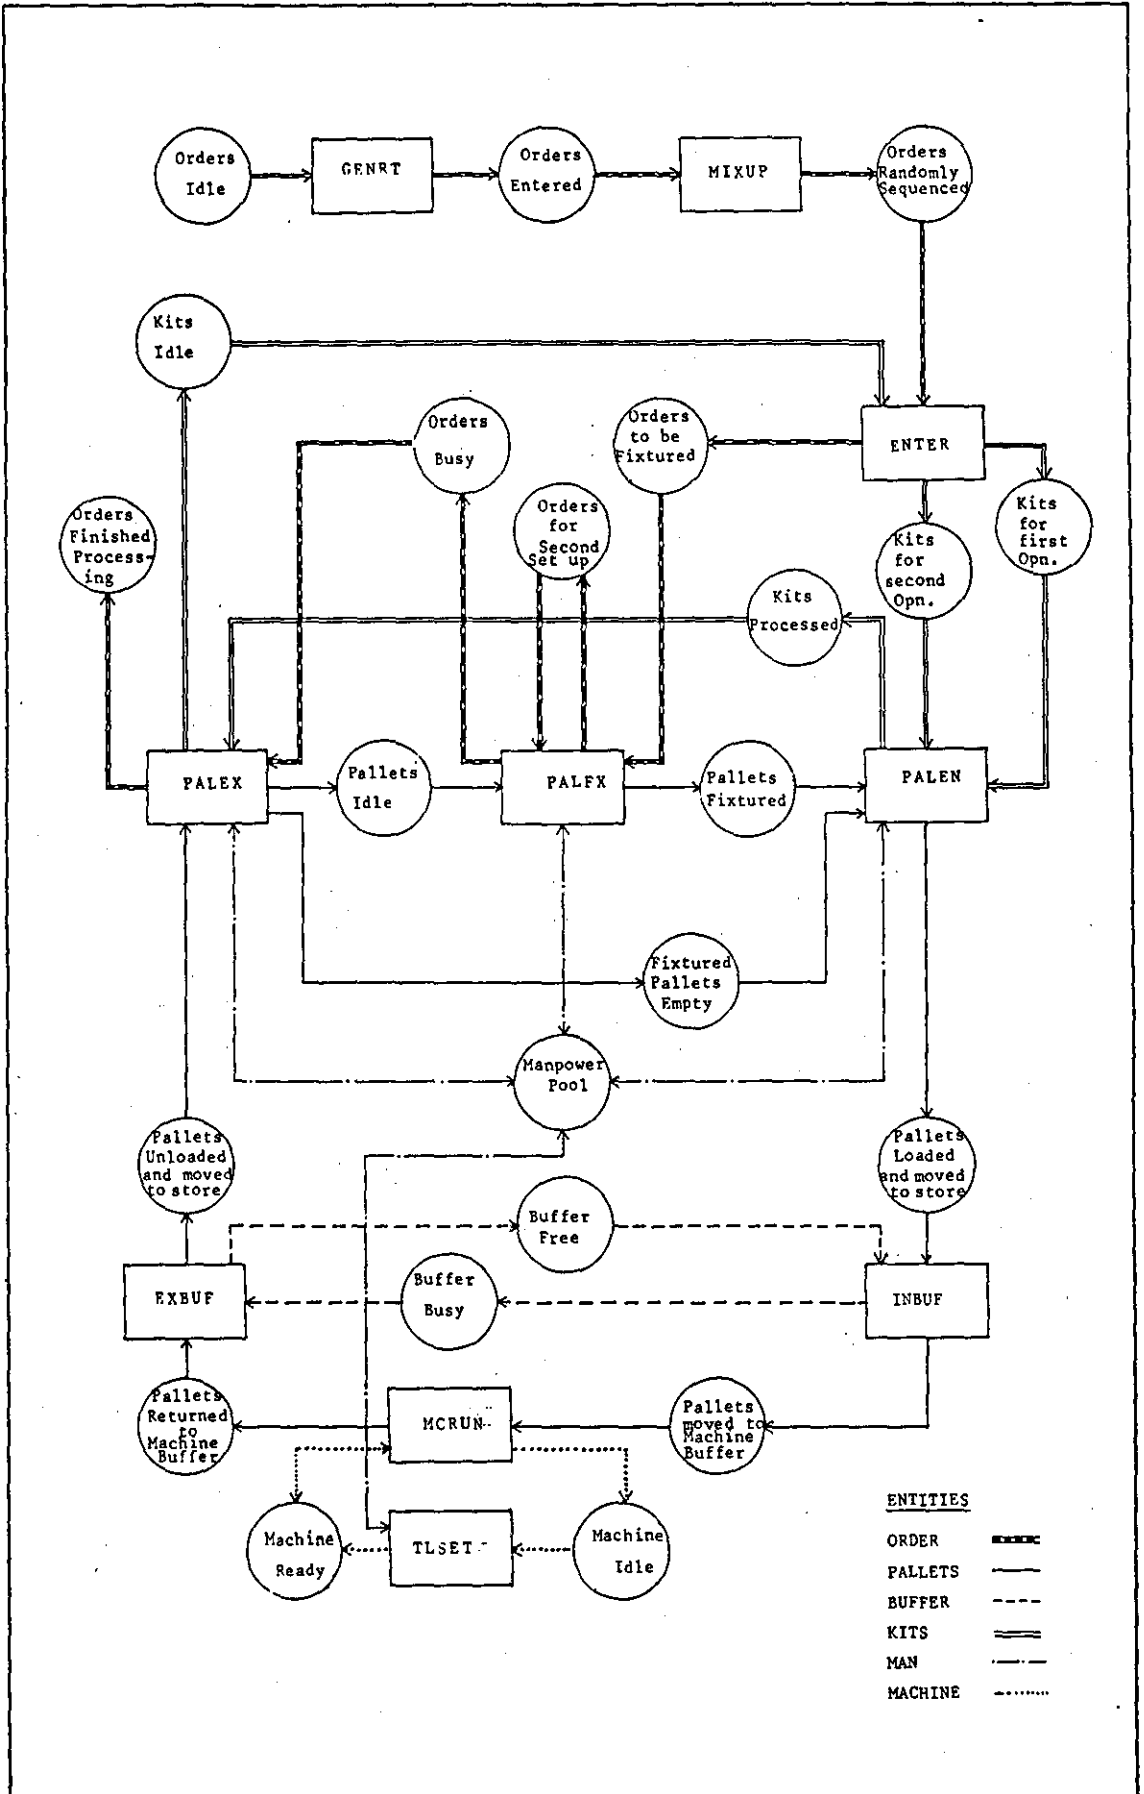 Orders
Idle
GENRT
Orders
Entered
MIXUP
Orders
Randomly
Sequenced
Kits
Idle
Orders
Busy
Orders
to be
Fixtured
ENTER
Orders
Finished
Process-
ing
Orders
for
Second
Set up
Kits
for
second
Opn.
Kits
for
first
Opn.
Kits
Processed
PALEX
Pallets
Idle
PALFX
Pallets
Fixtured
PALEN
Fixtured
Pallets
Empty
Manpower
Pool
Pallets
Unloaded
and moved
to store
Pallets
Loaded
and moved
to store
Buffer
Free
EXBUF
Buffer
Busy
INBUF
Pallets
Returned
to
Machine
Buffer
MCRUN
Pallets
moved to
Machine
Buffer
Machine
Ready
TLSET
Machine
Idle
ENTITIES
ORDER
PALLETS
BUFFER
KITS
MAN
MACHINE